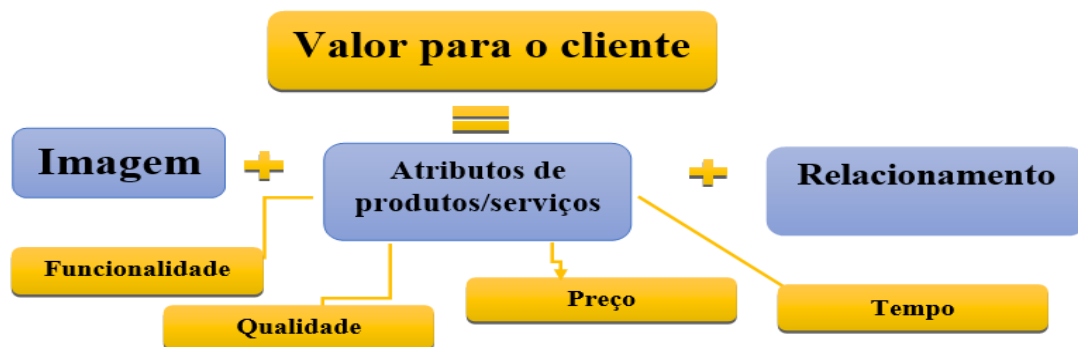 Valor para o cliente
=
Imagem
+
Atributos de
produtos/serviços
+
Relacionamento
Funcionalidade
Qualidade
Preço
Tempo